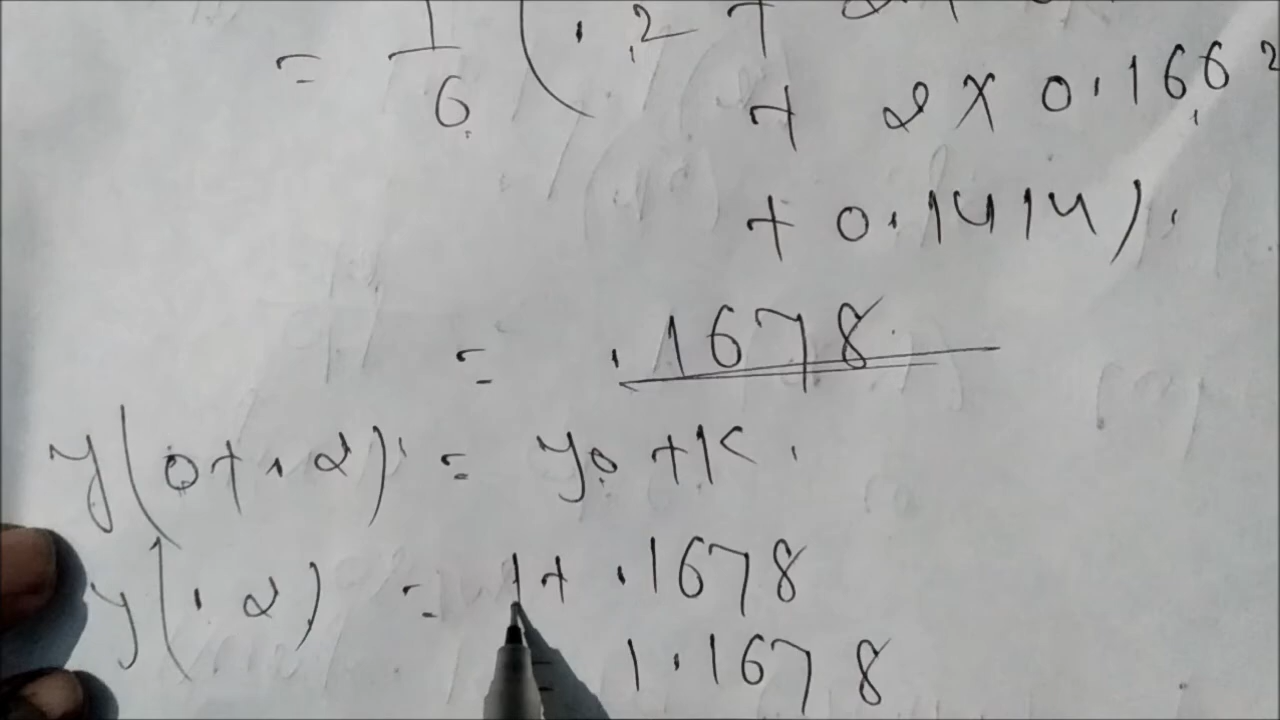 = 1/6 ( .2 +
+ 2 X 0.1662
+ 0.1414).
= .1678
y(0+.2) = y0 + K.
y(.2) = 1 + .1678
= 1.1678